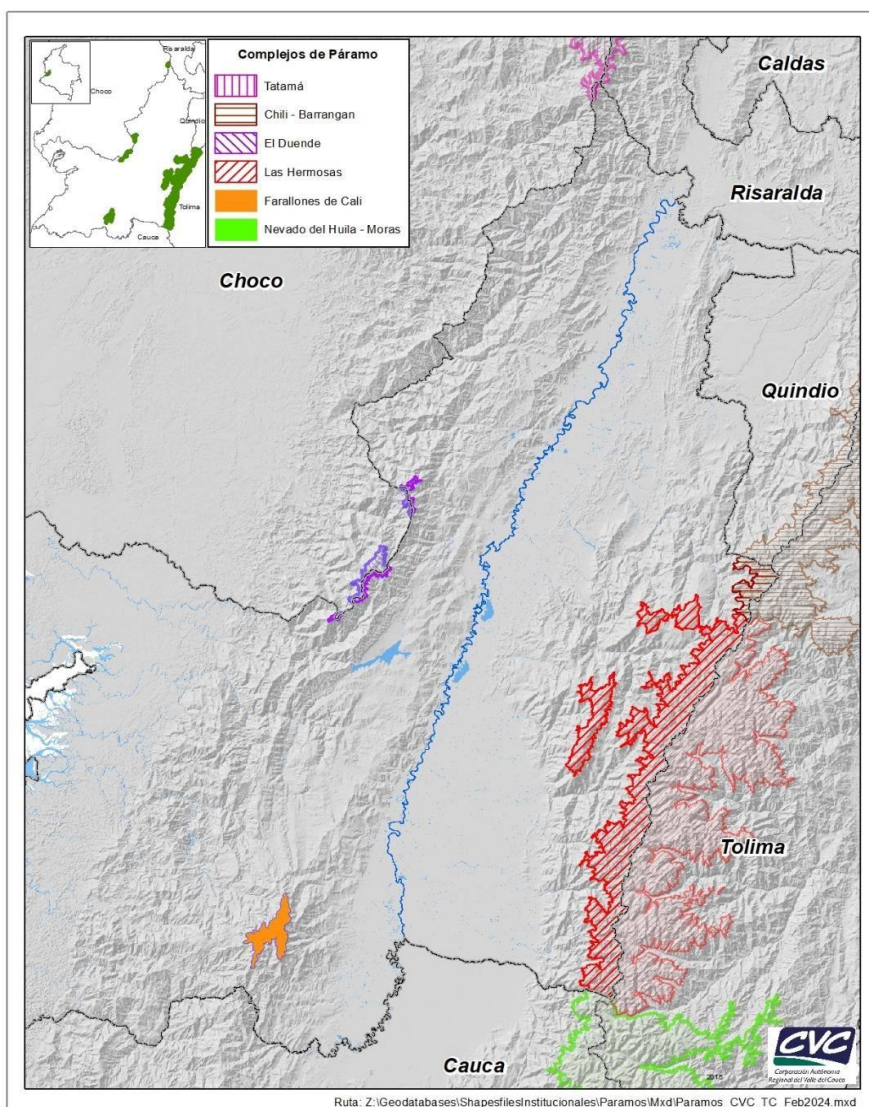 Risaralda
Choco
Quindio
Tolima
Cauca
Complejos de Páramo
Tatamá
Chili - Barrangan
El Duende
Las Hermosas
Farallones de Cali
Nevado del Huila - Moras
Caldas
Risaralda
Choco
Quindio
Tolima
Cauca
CVC
Corporación Autónoma
Regional del Valle del Cauca
Ruta: Z:\Geodatabases\ShapesfilesInstitucionales\Paramos\Mxd\Paramos_CVC_TC_Feb2024.mxd